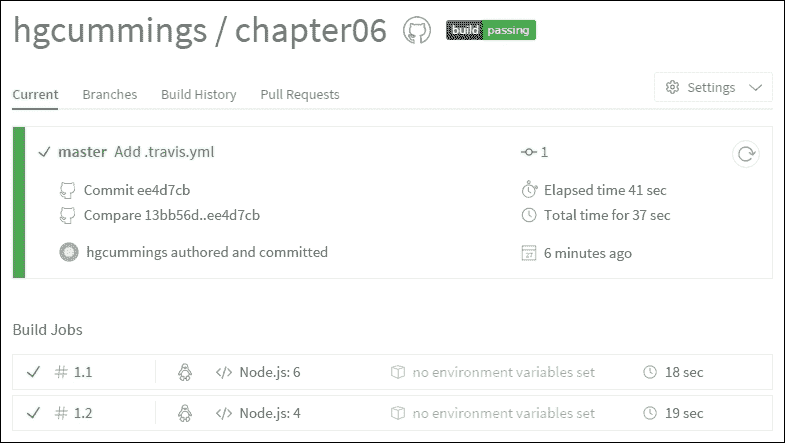 hgcummings / chapter06 build passing
Current Branches Build History Pull Requests Settings
master Add .travis.yml 1
Commit ee4d7cb Elapsed time 41 sec
Compare 13bb56d..ee4d7cb Total time for 37 sec
hgcummings authored and committed 27 6 minutes ago
Build Jobs
# 1.1 </> Node.js: 6 no environment variables set 18 sec
# 1.2 </> Node.js: 4 no environment variables set 19 sec